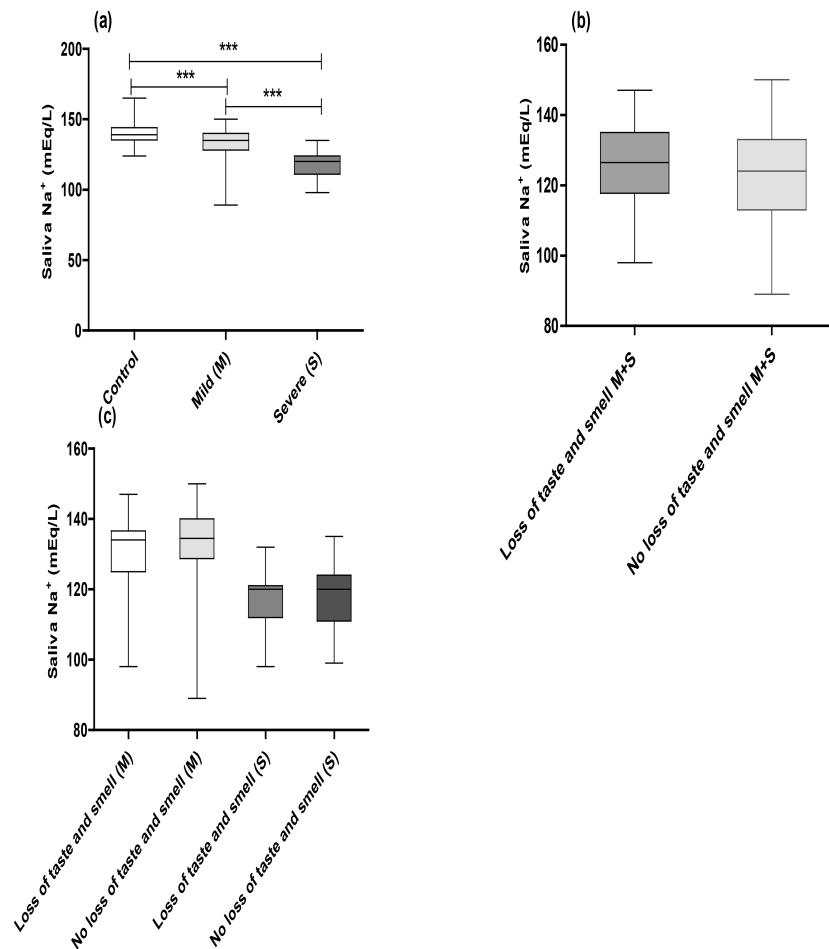 (a)
Saliva Na⁺ (mEq/L)
200
150
100
50
0
***
***
***
Control
Mild (M)
Severe (S)
(b)
Saliva Na⁺ (mEq/L)
160
140
120
100
80
Loss of taste and smell M+S
No loss of taste and smell M+S
(c)
Saliva Na⁺ (mEq/L)
160
140
120
100
80
Loss of taste and smell (M)
No loss of taste and smell (M)
Loss of taste and smell (S)
No loss of taste and smell (S)